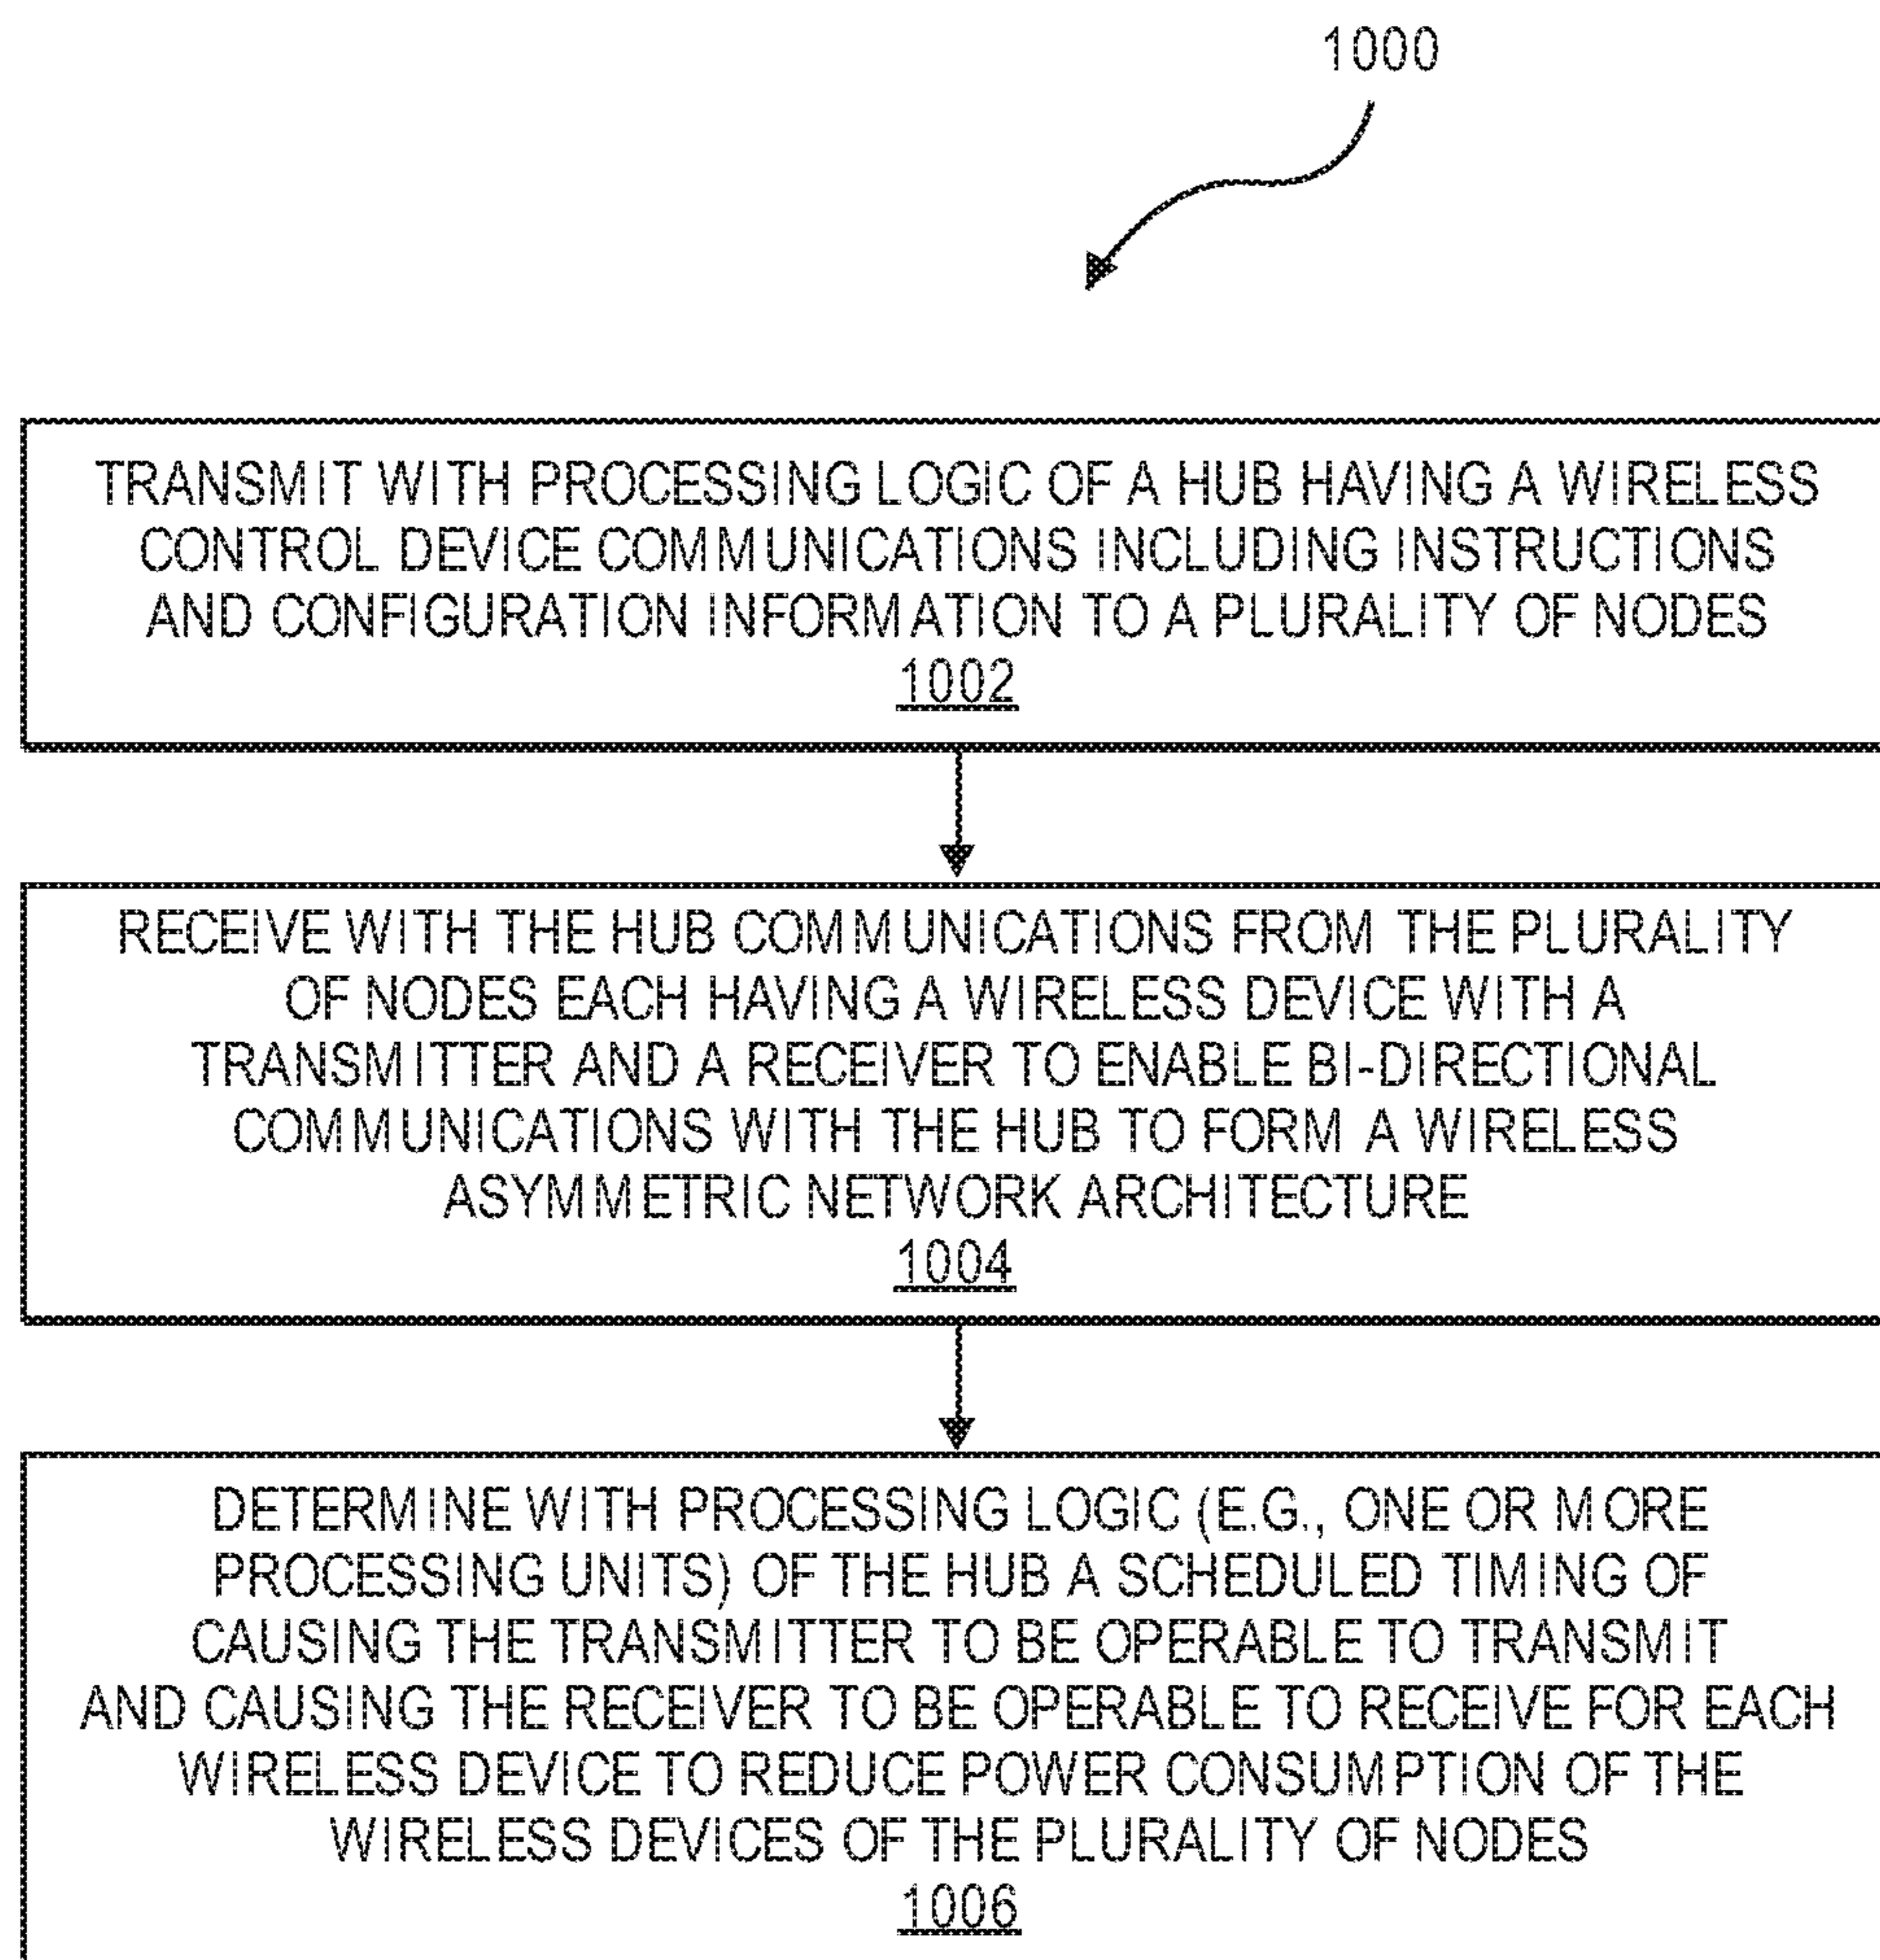 1000
TRANSMIT WITH PROCESSING LOGIC OF A HUB HAVING A WIRELESS
CONTROL DEVICE COMMUNICATIONS INCLUDING INSTRUCTIONS
AND CONFIGURATION INFORMATION TO A PLURALITY OF NODES
1002
RECEIVE WITH THE HUB COMMUNICATIONS FROM THE PLURALITY
OF NODES EACH HAVING A WIRELESS DEVICE WITH A
TRANSMITTER AND A RECEIVER TO ENABLE BI-DIRECTIONAL
COMMUNICATIONS WITH THE HUB TO FORM A WIRELESS
ASYMMETRIC NETWORK ARCHITECTURE
1004
DETERMINE WITH PROCESSING LOGIC (E.G., ONE OR MORE
PROCESSING UNITS) OF THE HUB A SCHEDULED TIMING OF
CAUSING THE TRANSMITTER TO BE OPERABLE TO TRANSMIT
AND CAUSING THE RECEIVER TO BE OPERABLE TO RECEIVE FOR EACH
WIRELESS DEVICE TO REDUCE POWER CONSUMPTION OF THE
WIRELESS DEVICES OF THE PLURALITY OF NODES
1006